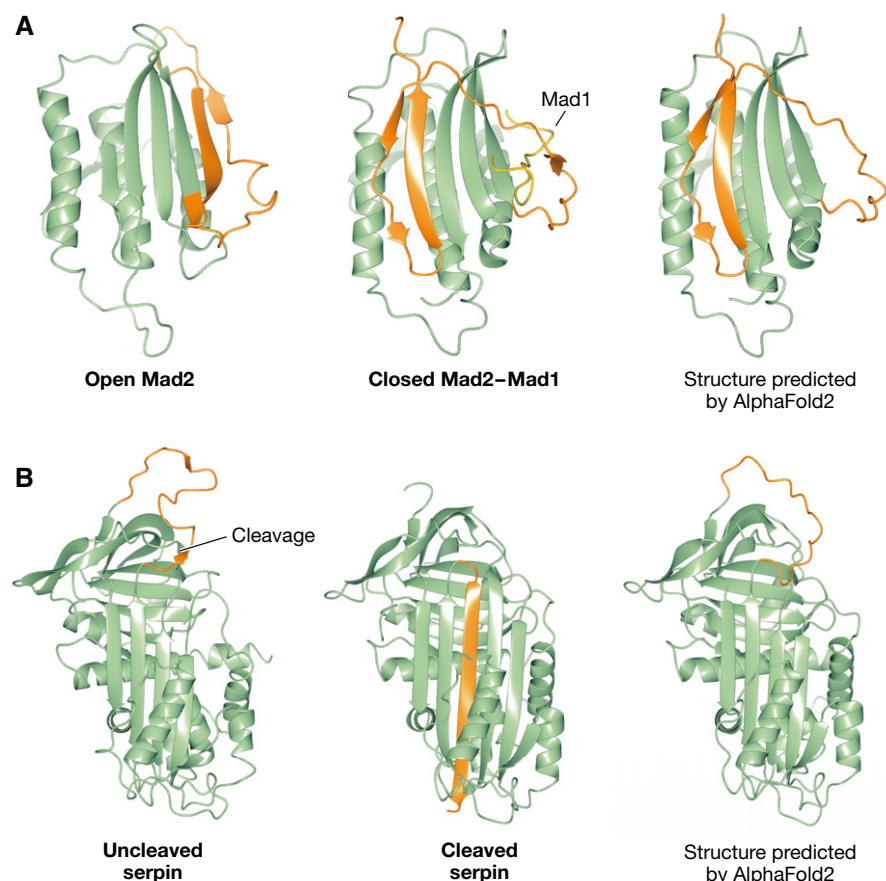 A
Mad1
Open Mad2
Closed Mad2–Mad1
Structure predicted
by AlphaFold2
B
Cleavage
Uncleaved
serpin
Cleaved
serpin
Structure predicted
by AlphaFold2